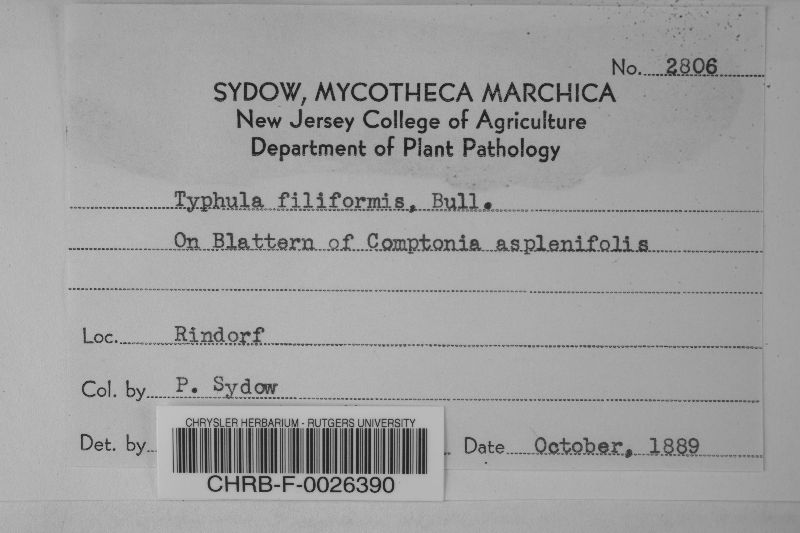 No. 2806
SYDOW, MYCOTHECA MARCHICA
New Jersey College of Agriculture
Department of Plant Pathology
Typhula filiformis, Bull.
On Blattern of Comptonia asplenifolis
Loc. Rindorf
Col. by P. Sydow
Det. by
Date October, 1889
CHRYSLER HERBARIUM - RUTGERS UNIVERSITY
CHRB-F-0026390